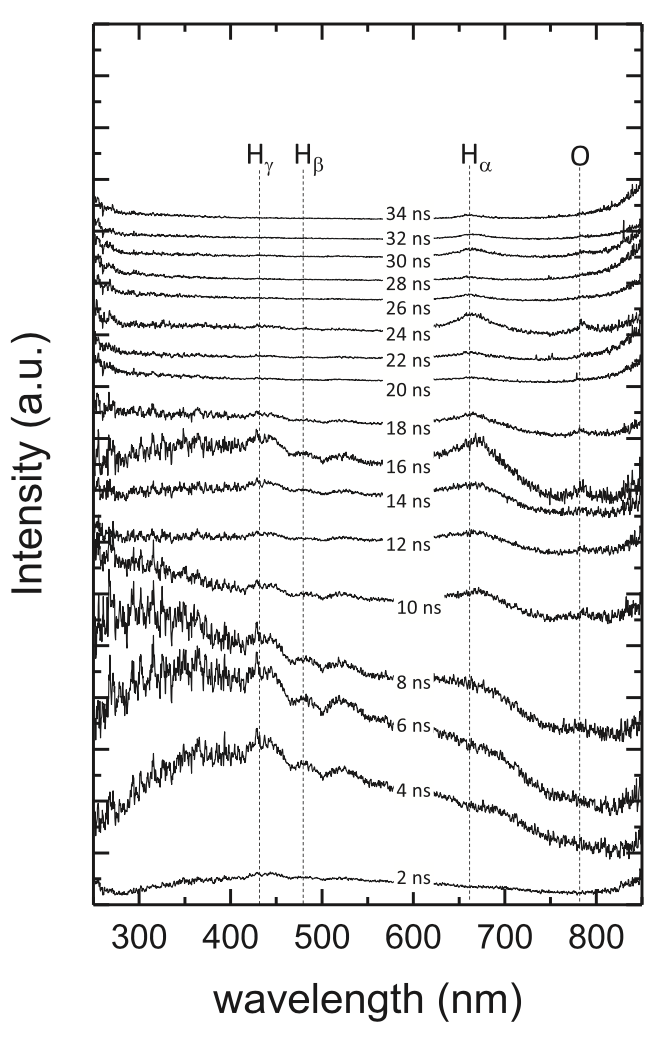 Hγ Hβ Hα O
34 ns
32 ns
30 ns
28 ns
26 ns
24 ns
22 ns
20 ns
18 ns
16 ns
14 ns
12 ns
10 ns
8 ns
6 ns
4 ns
2 ns
Intensity (a.u.)
300 400 500 600 700 800
wavelength (nm)